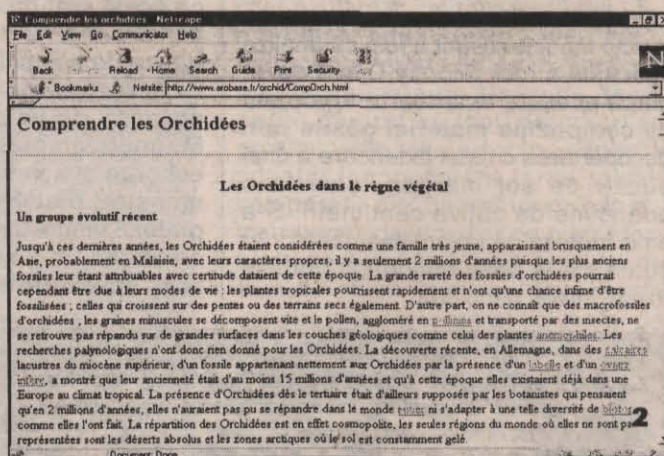 Comprendre les orchidées - Netscape
File Edit View Go Communicator Help
Back Reload Home Search Guide Print Security
Bookmarks Netsite: http://www.arobase.fr/orchid/CompOrch.html
Comprendre les Orchidées
Les Orchidées dans le règne végétal
Un groupe évolutif récent
Jusqu'à ces dernières années, les Orchidées étaient considérées comme une famille très jeune, apparaissant brusquement en
Asie, probablement en Malaisie, avec leurs caractères propres, il y a seulement 2 millions d'années puisque les plus anciens
fossiles leur étant attribuables avec certitude dataient de cette époque. La grande rareté des fossiles d'orchidées pourrait
cependant être due à leurs modes de vie : les plantes tropicales pourrissent rapidement et n'ont qu'une chance infime d'être
fossilisées ; celles qui croissent sur des pentes ou des terrains secs également. D'autre part, on ne connaît que des macrofossiles
d'orchidées , les graines minuscules se décomposent vite et le pollen, aggloméré en pollinies et transporté par des insectes, ne
se retrouve pas répandu sur de grandes surfaces dans les couches géologiques comme celui des plantes anémophiles. Les
recherches palynologiques n'ont donc rien donné pour les Orchidées. La découverte récente, en Allemagne, dans des calcaires
lacustres du miocène supérieur, d'un fossile appartenant nettement aux Orchidées par la présence d'un labelle et d'un ovaire
infère, a montré que leur ancienneté était d'au moins 15 millions d'années et qu'à cette époque elles existaient déjà dans une
Europe au climat tropical. La présence d'Orchidées dès le tertiaire était d'ailleurs supposée par les botanistes qui pensaient
qu'en 2 millions d'années, elles n'auraient pas pu se répandre dans le monde entier ni s'adapter à une telle diversité de biotopes
comme elles l'ont fait. La répartition des Orchidées est en effet cosmopolite, les seules régions du monde où elles ne sont pas
représentées sont les déserts absolus et les zones arctiques où le sol est constamment gelé.
2
Document: Done